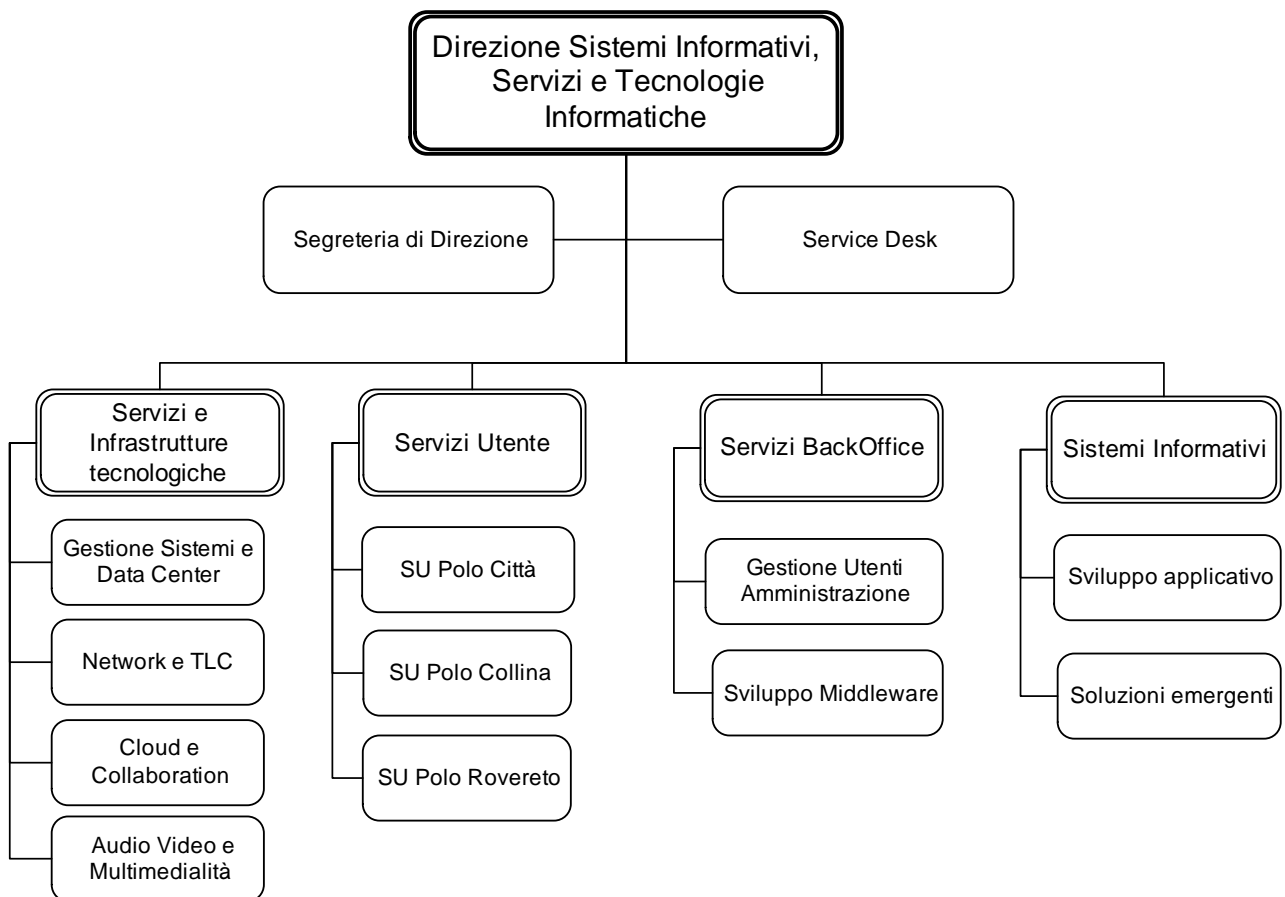 Direzione Sistemi Informativi,
Servizi e Tecnologie
Informatiche
Segreteria di Direzione
Service Desk
Servizi e
Infrastrutture
tecnologiche
Servizi Utente
Servizi BackOffice
Sistemi Informativi
Gestione Sistemi e
Data Center
Network e TLC
Cloud e
Collaboration
Audio Video e
Multimedialità
SU Polo Città
SU Polo Collina
SU Polo Rovereto
Gestione Utenti
Amministrazione
Sviluppo Middleware
Sviluppo applicativo
Soluzioni emergenti